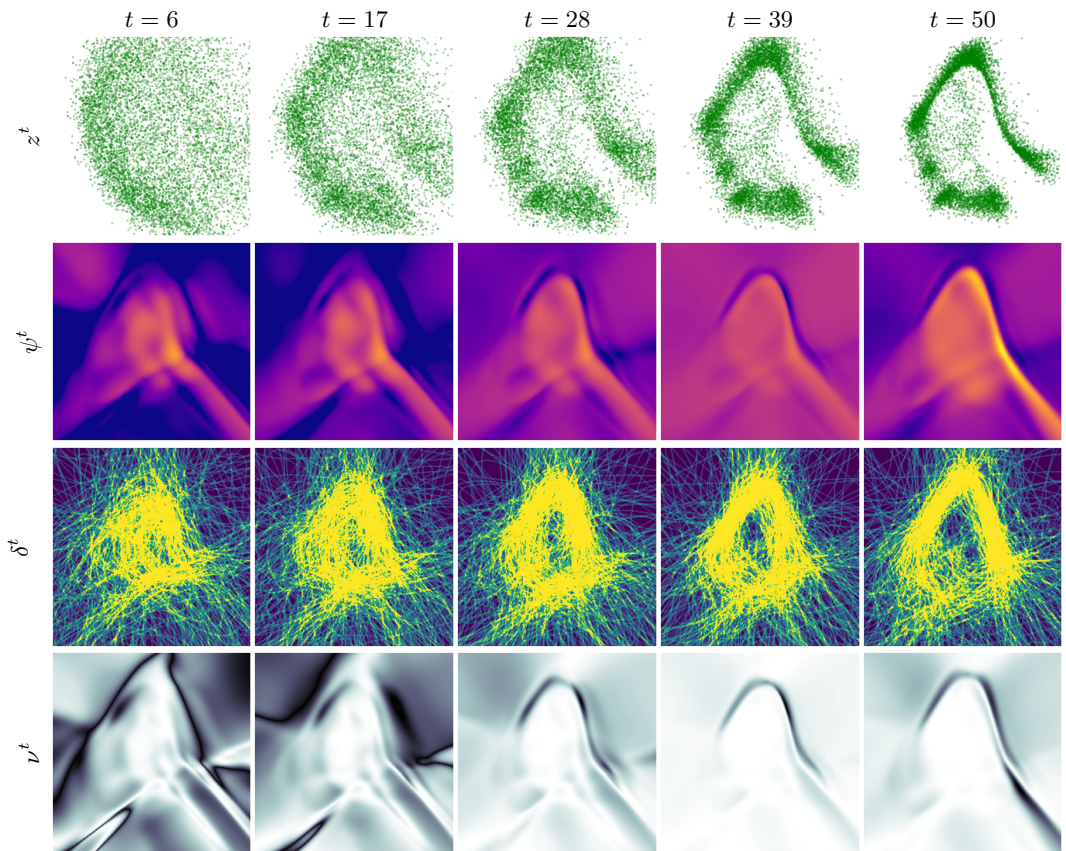 t = 6
t = 17
t = 28
t = 39
t = 50
z^t
ψ^t
δ^t
ν^t